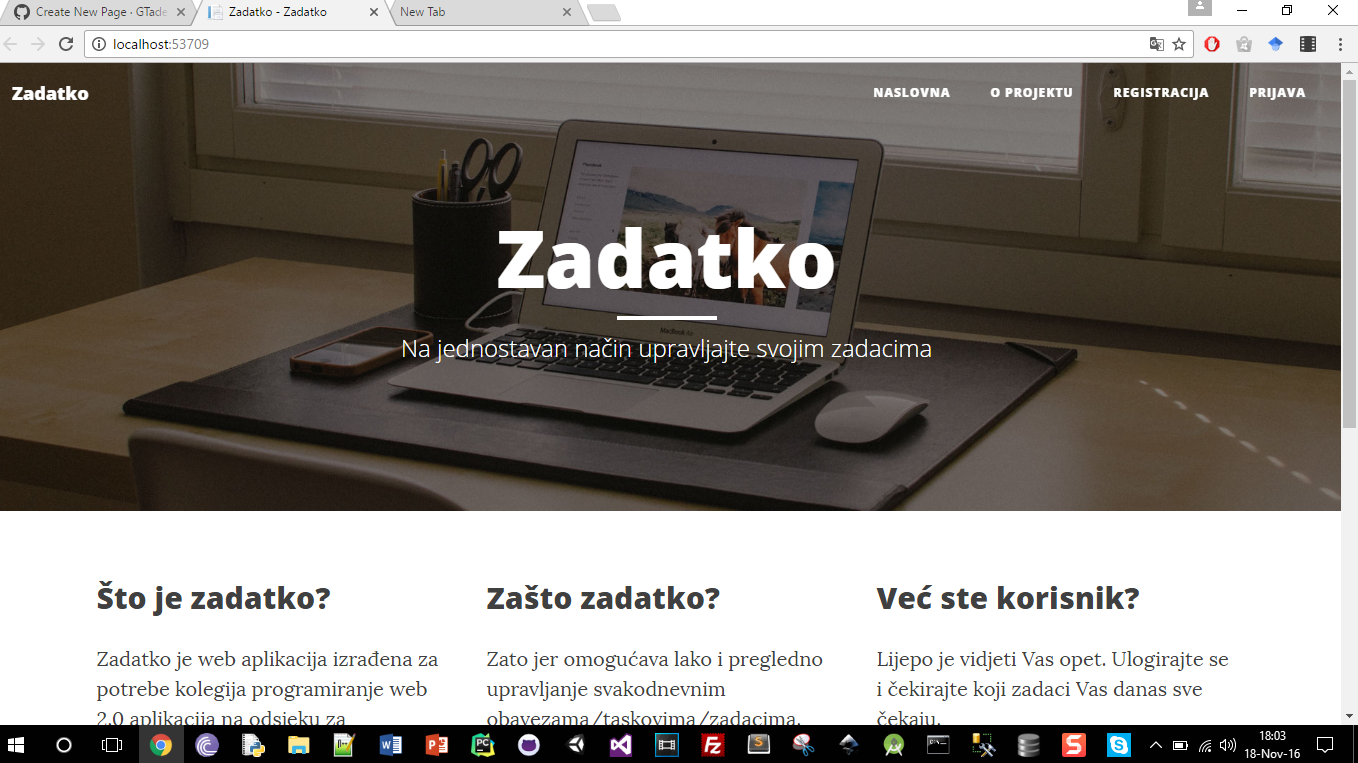 Create New Page · GTade
Zadatko - Zadatko
New Tab
localhost:53709
Zadatko
NASLOVNA
O PROJEKTU
REGISTRACIJA
PRIJAVA
Zadatko
MacBook Air
Na jednostavan način upravljajte svojim zadacima
Što je zadatko?
Zadatko je web aplikacija izrađena za
potrebe kolegija programiranje web
2.0 aplikacija na odsjeku za
Zašto zadatko?
Zato jer omogućava lako i pregledno
upravljanje svakodnevnim
obavezama/taskovima/zadacima.
Već ste korisnik?
Lijepo je vidjeti Vas opet. Ulogirajte se
i čekirajte koji zadaci Vas danas sve
čekaju.
18:03
18-Nov-16